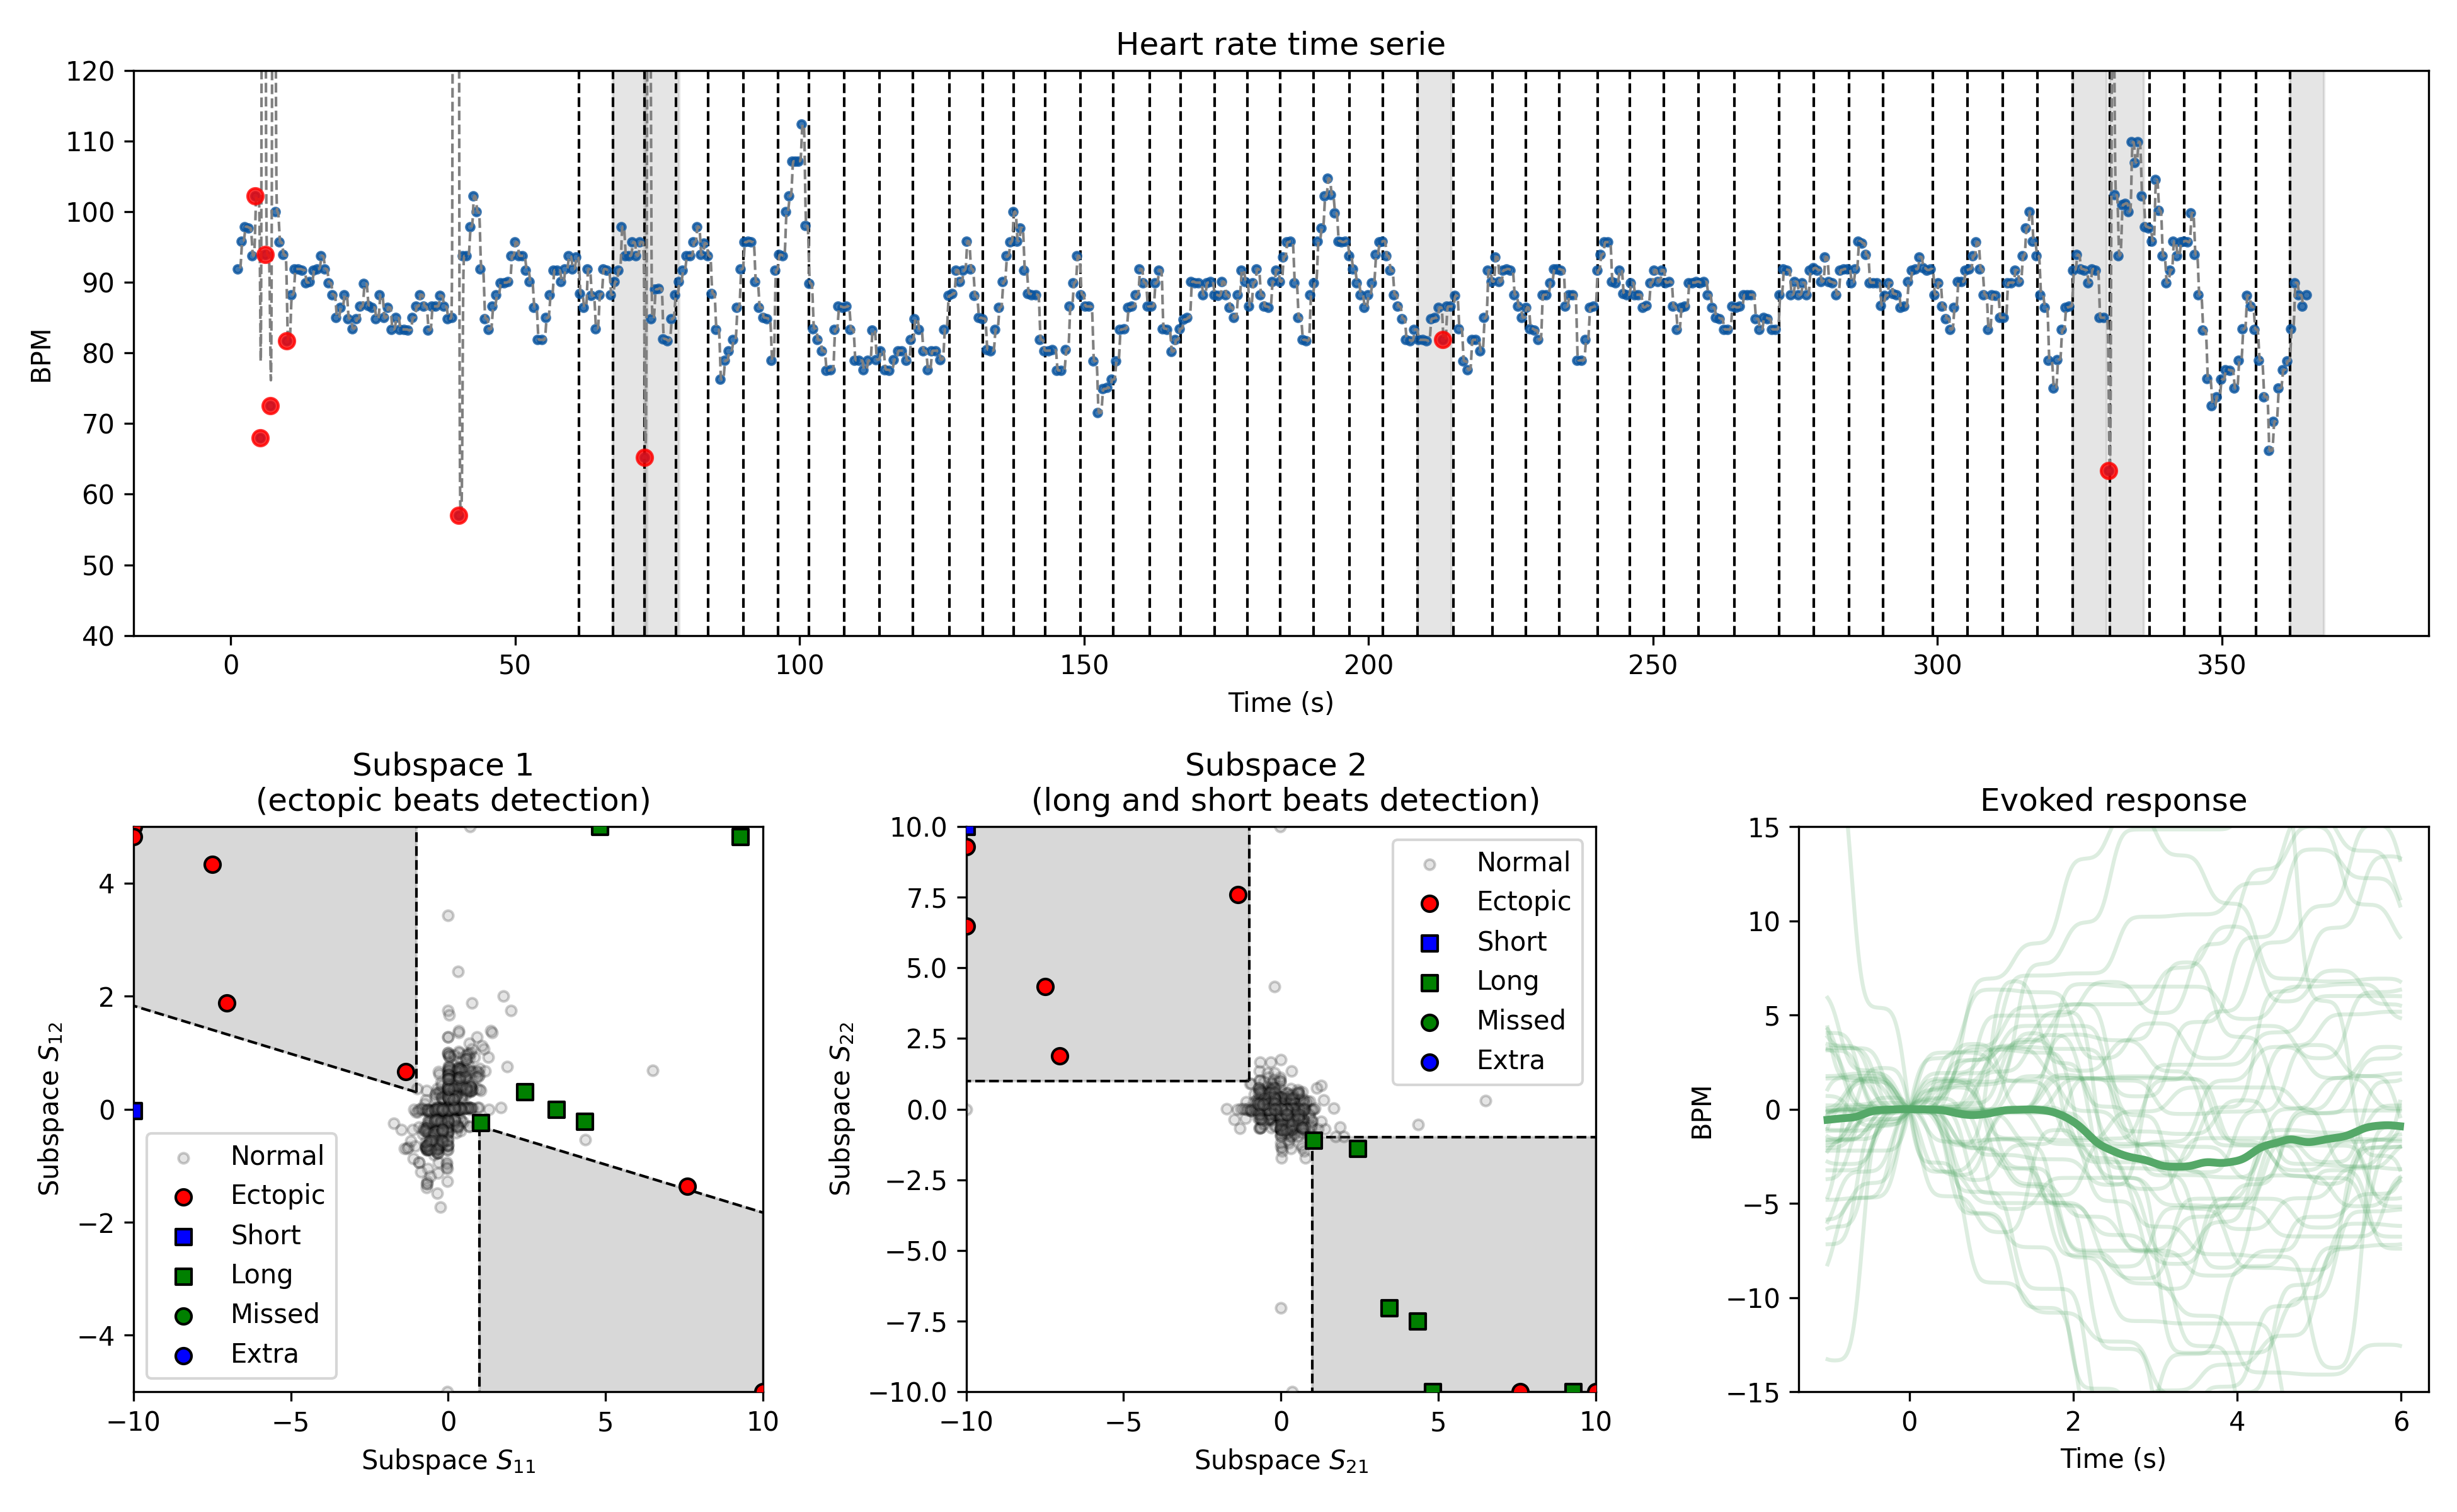 Heart rate time serie
120
110
100
90
80
70
60
50
40
BPM
0 50 100 150 200 250 300 350
Time (s)
Subspace 1
(ectopic beats detection)
4
2
0
−2
−4
Subspace S12
Normal
Ectopic
Short
Long
Missed
Extra
−10 −5 0 5 10
Subspace S11
Subspace 2
(long and short beats detection)
10.0
7.5
5.0
2.5
0.0
−2.5
−5.0
−7.5
−10.0
Subspace S22
Normal
Ectopic
Short
Long
Missed
Extra
−10 −5 0 5 10
Subspace S21
Evoked response
15
10
5
0
−5
−10
−15
BPM
0 2 4 6
Time (s)